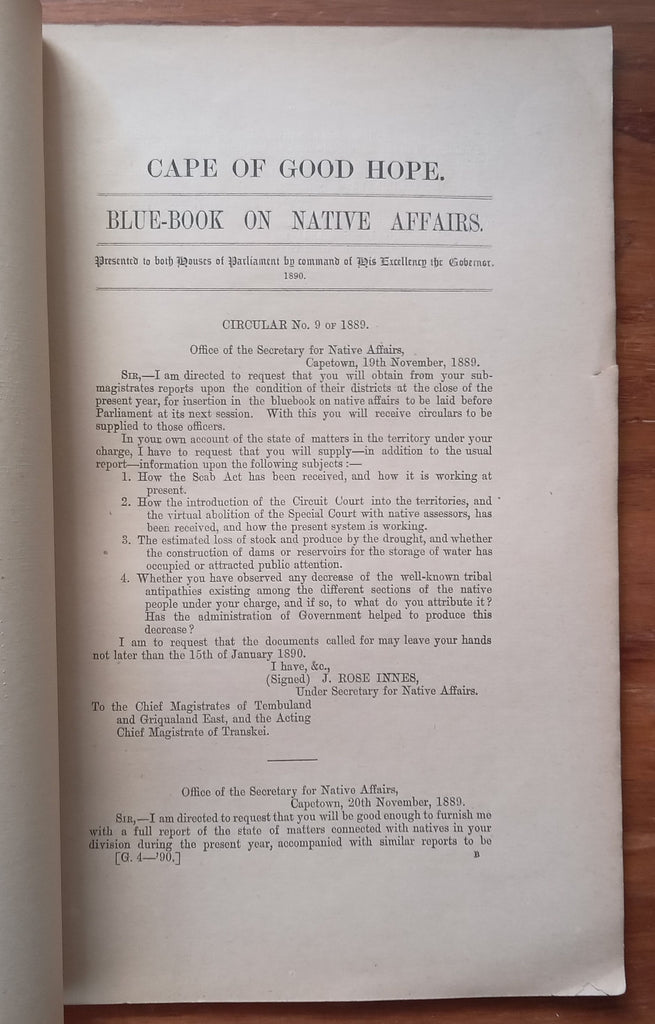 CAPE OF GOOD HOPE.
BLUE-BOOK ON NATIVE AFFAIRS.
Presented to both Houses of Parliament by command of His Excellency the Governor.
1890.
CIRCULAR No. 9 OF 1889.
Office of the Secretary for Native Affairs,
Capetown, 19th November, 1889.
SIR,—I am directed to request that you will obtain from your sub-
magistrates reports upon the condition of their districts at the close of the
present year, for insertion in the bluebook on native affairs to be laid before
Parliament at its next session. With this you will receive circulars to be
supplied to those officers.
In your own account of the state of matters in the territory under your
charge, I have to request that you will supply—in addition to the usual
report—information upon the following subjects :—
1. How the Scab Act has been received, and how it is working at
present.
2. How the introduction of the Circuit Court into the territories, and
the virtual abolition of the Special Court with native assessors, has
been received, and how the present system is working.
3. The estimated loss of stock and produce by the drought, and whether
the construction of dams or reservoirs for the storage of water has
occupied or attracted public attention.
4. Whether you have observed any decrease of the well-known tribal
antipathies existing among the different sections of the native
people under your charge, and if so, to what do you attribute it?
Has the administration of Government helped to produce this
decrease?
I am to request that the documents called for may leave your hands
not later than the 15th of January 1890.
I have, &c.,
(Signed) J. ROSE INNES,
Under Secretary for Native Affairs.
To the Chief Magistrates of Tembuland
and Griqualand East, and the Acting
Chief Magistrate of Transkei.
Office of the Secretary for Native Affairs,
Capetown, 20th November, 1889.
SIR,—I am directed to request that you will be good enough to furnish me
with a full report of the state of matters connected with natives in your
division during the present year, accompanied with similar reports to be
[G. 4—'90.] B